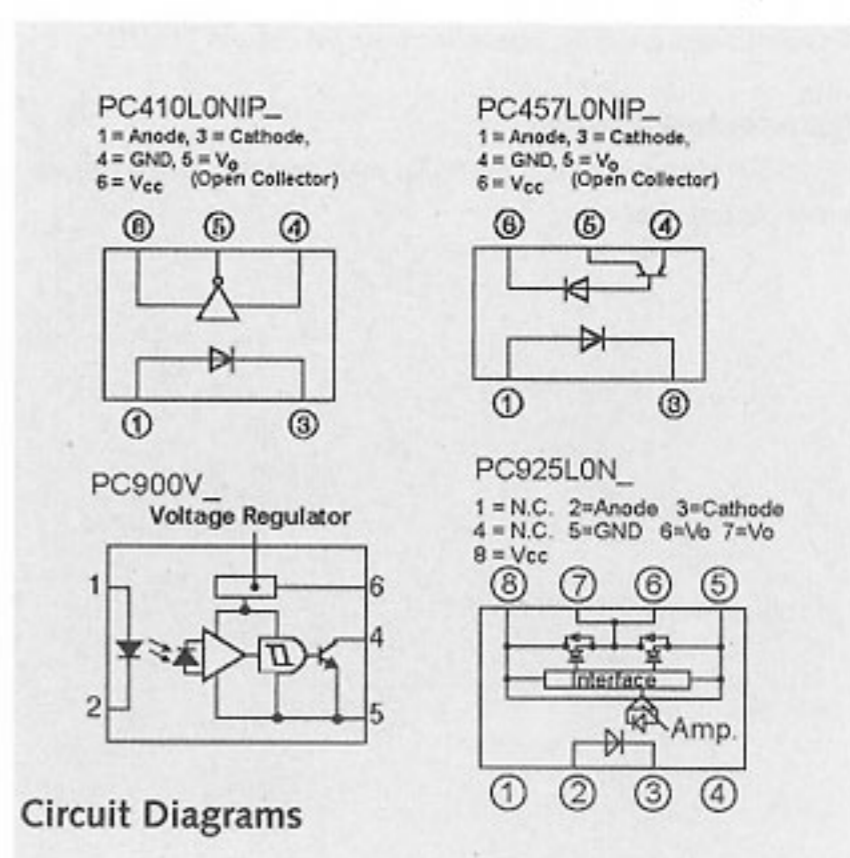 PC410L0NIP_
1 = Anode, 3 = Cathode,
4 = GND, 5 = Vo
6 = Vcc (Open Collector)
6 5 4
1 3
PC457L0NIP_
1 = Anode, 3 = Cathode,
4 = GND, 5 = Vo
6 = Vcc (Open Collector)
6 5 4
1 3
PC900V_
Voltage Regulator
1 6
4
2 5
PC925L0N_
1 = N.C. 2=Anode 3=Cathode
4 = N.C. 5=GND 6=Vo 7=Vo
8 = Vcc
8 7 6 5
Interface
Amp.
1 2 3 4
Circuit Diagrams